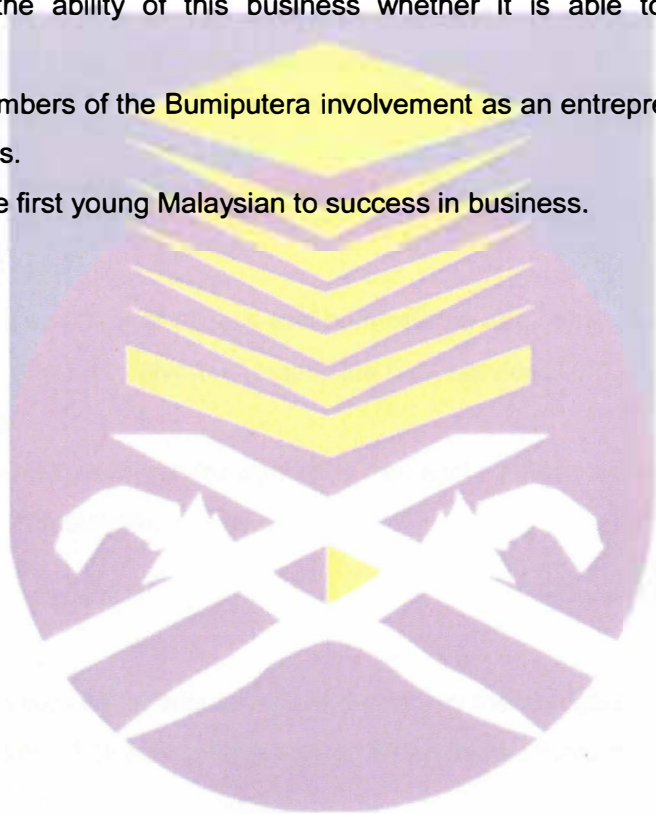 the ability of this business whether it is able to
mbers of the Bumiputera involvement as an entrepre
s.
e first young Malaysian to success in business.